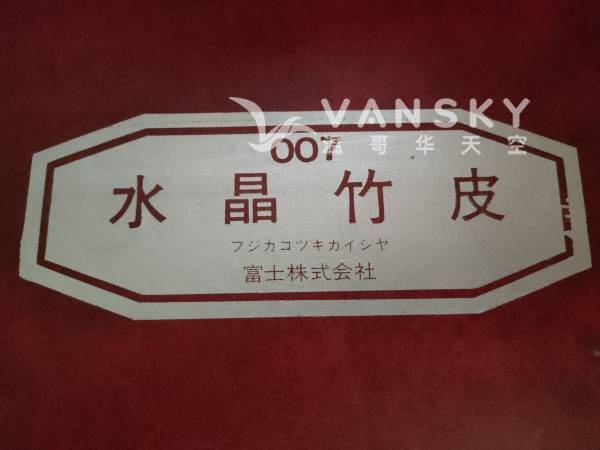 VANSKY
温哥华天空
007
水晶竹皮
フジカコツキカイシヤ
富士株式会社